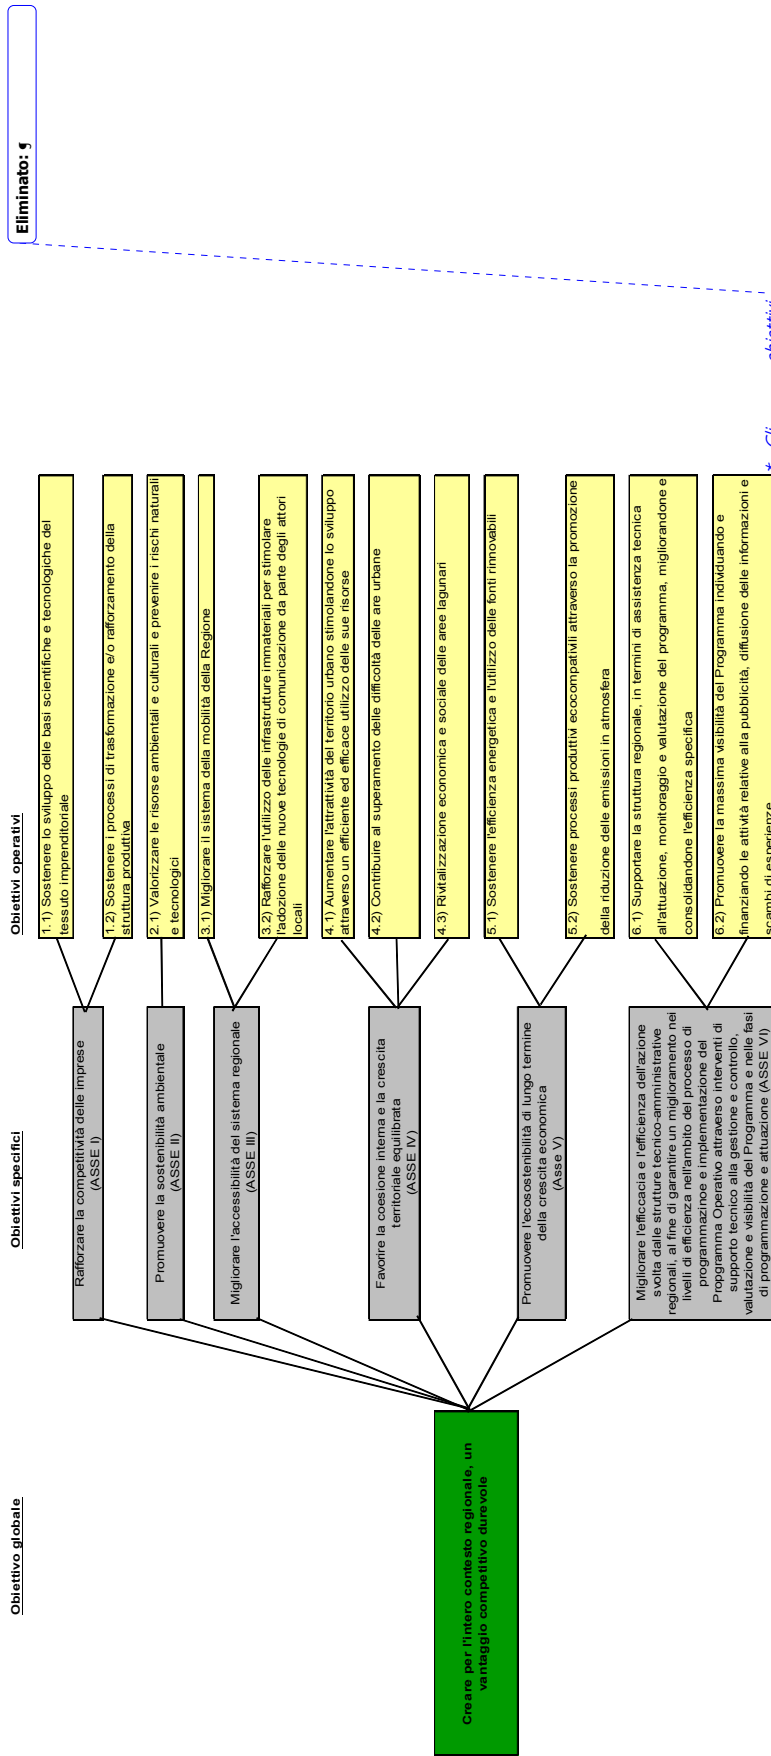 Eliminato: ¶
Obiettivo globale
Obiettivi specifici
Obiettivi operativi
Creare per l'intero contesto regionale, un
vantaggio competitivo durevole
Rafforzare la competitività delle imprese
(ASSE I)
Promuovere la sostenibilità ambientale
(ASSE II)
Migliorare l'accessibilità del sistema regionale
(ASSE III)
Favorire la coesione interna e la crescita
territoriale equilibrata
(ASSE IV)
Promuovere l'ecosostenibilità di lungo termine
della crescita economica
(Asse V)
Migliorare l'efficacia e l'efficienza dell'azione
svolta dalle strutture tecnico-amministrative
regionali, al fine di garantire un miglioramento nei
livelli di efficienza nell'ambito del processo di
programmazinoe e implementazione del
Propgramma Operativo attraverso interventi di
supporto tecnico alla gestione e controllo,
valutazione e visibilità del Programma e nelle fasi
di programmazione e attuazione (ASSE VI)
1.1) Sostenere lo sviluppo delle basi scientifiche e tecnologiche del
tessuto imprenditoriale
1.2) Sostenere i processi di trasformazione e/o rafforzamento della
struttura produttiva
2.1) Valorizzare le risorse ambientali e culturali e prevenire i rischi naturali
e tecnologici
3.1) Migliorare il sistema della mobilità della Regione
3.2) Rafforzare l'utilizzo delle infrastrutture immateriali per stimolare
l'adozione delle nuove tecnologie di comunicazione da parte degli attori
locali
4.1) Aumentare l'attrattività del territorio urbano stimolandone lo sviluppo
attraverso un efficiente ed efficace utilizzo delle sue risorse
4.2) Contribuire al superamento delle difficoltà delle are urbane
4.3) Rivitalizzazione economica e sociale delle aree lagunari
5.1) Sostenere l'efficienza energetica e l'utilizzo delle fonti rinnovabili
5.2) Sostenere processi produttivi ecocompativili attraverso la promozione
della riduzione delle emissioni in atmosfera
6.1) Supportare la struttura regionale, in termini di assistenza tecnica
all'attuazione, monitoraggio e valutazione del programma, migliorandone e
consolidandone l'efficienza specifica
6.2) Promuovere la massima visibilità del Programma individuando e
finanziando le attività relative alla pubblicità, diffusione delle informazioni e
scambi di esperienze
* Gli obiettivi